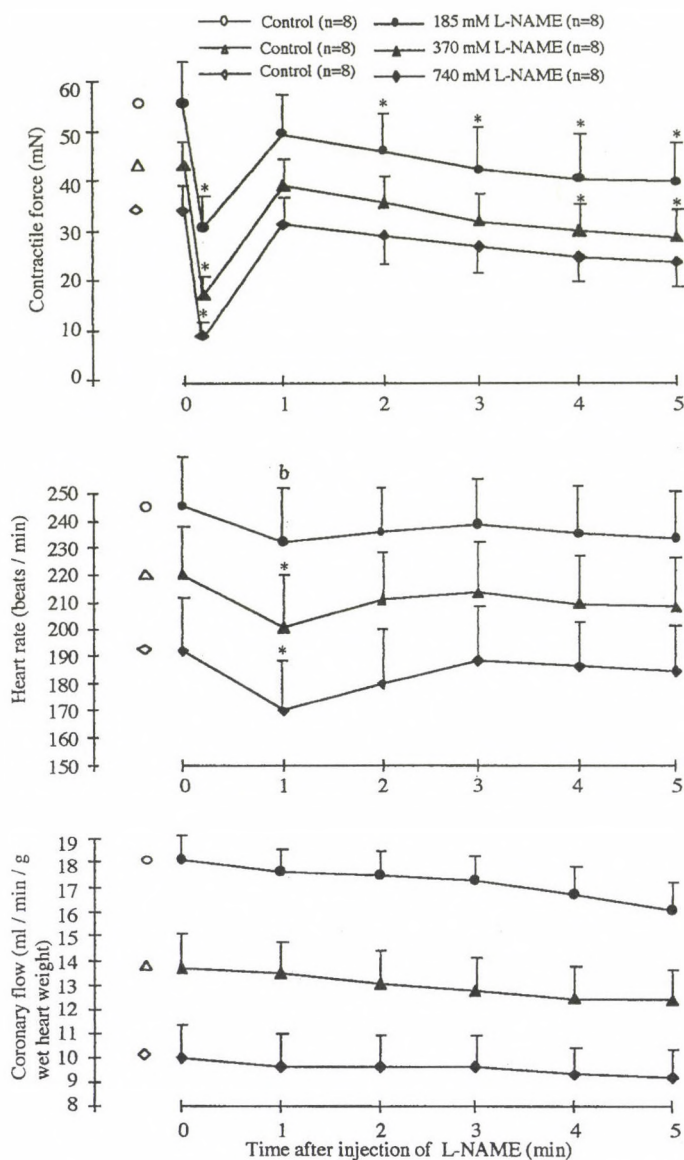 Control (n=8) 185 mM L-NAME (n=8)
Control (n=8) 370 mM L-NAME (n=8)
Control (n=8) 740 mM L-NAME (n=8)
Contractile force (mN)
60
50
40
30
20
10
0
* * * * *
* * *
*
0 1 2 3 4 5
Heart rate (beats / min)
250
240
230
220
210
200
190
180
170
160
150
b
*
*
0 1 2 3 4 5
Coronary flow (ml / min / g
wet heart weight)
19
18
17
16
15
14
13
12
11
10
9
8
0 1 2 3 4 5
Time after injection of L-NAME (min)